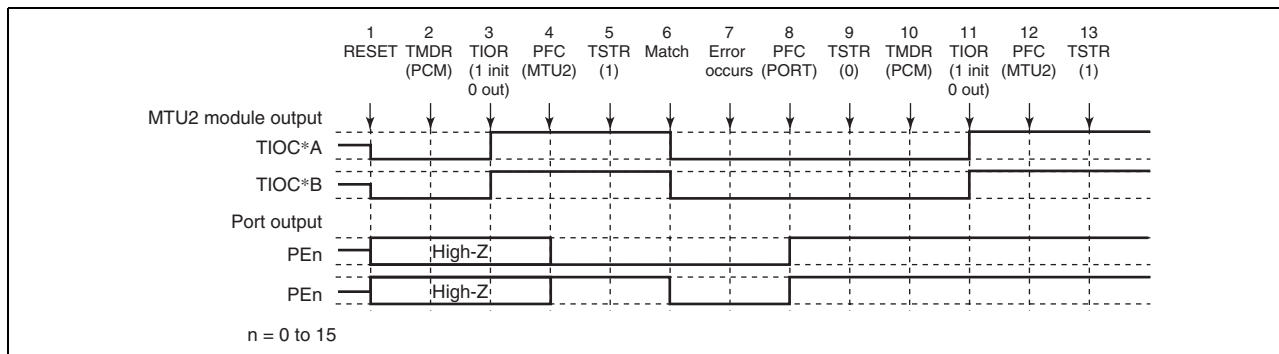 1 2 3 4 5 6 7 8 9 10 11 12 13
RESET TMDR TIOR PFC TSTR Match Error PFC TSTR TMDR TIOR PFC TSTR
(PCM) (1 init (MTU2) (1) occurs (PORT) (0) (PCM) (1 init (MTU2) (1)
0 out) 0 out)
MTU2 module output
TIOC*A
TIOC*B
Port output
PEn High-Z
PEn High-Z
n = 0 to 15